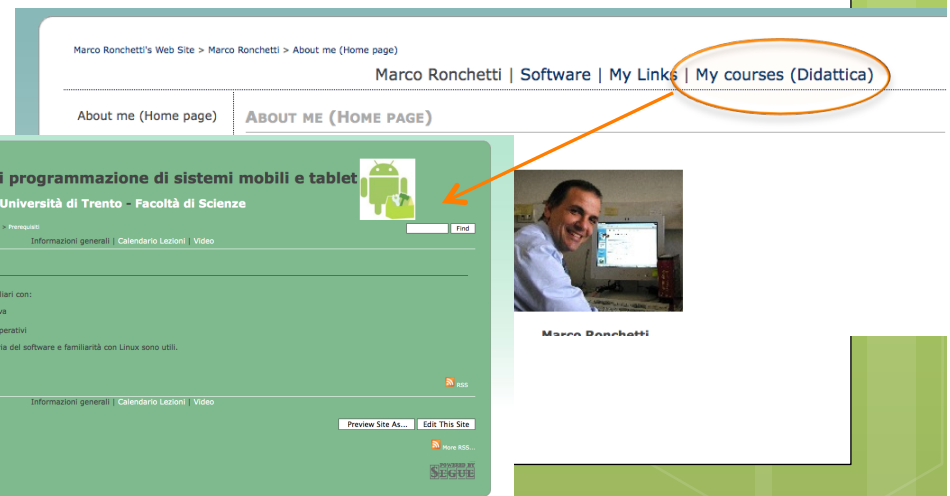 Marco Ronchetti's Web Site > Marco Ronchetti > About me (Home page)
Marco Ronchetti | Software | My Links | My courses (Didattica)
About me (Home page)
ABOUT ME (HOME PAGE)
i programmazione di sistemi mobili e tablet
Università di Trento - Facoltà di Scienze
> Prerequisiti
Find
Informazioni generali | Calendario Lezioni | Video
liari con:
va
perativi
ria del software e familiarità con Linux sono utili.
RSS
Informazioni generali | Calendario Lezioni | Video
Preview Site As... Edit This Site
More RSS...
SEGUE
Marco Ronchetti